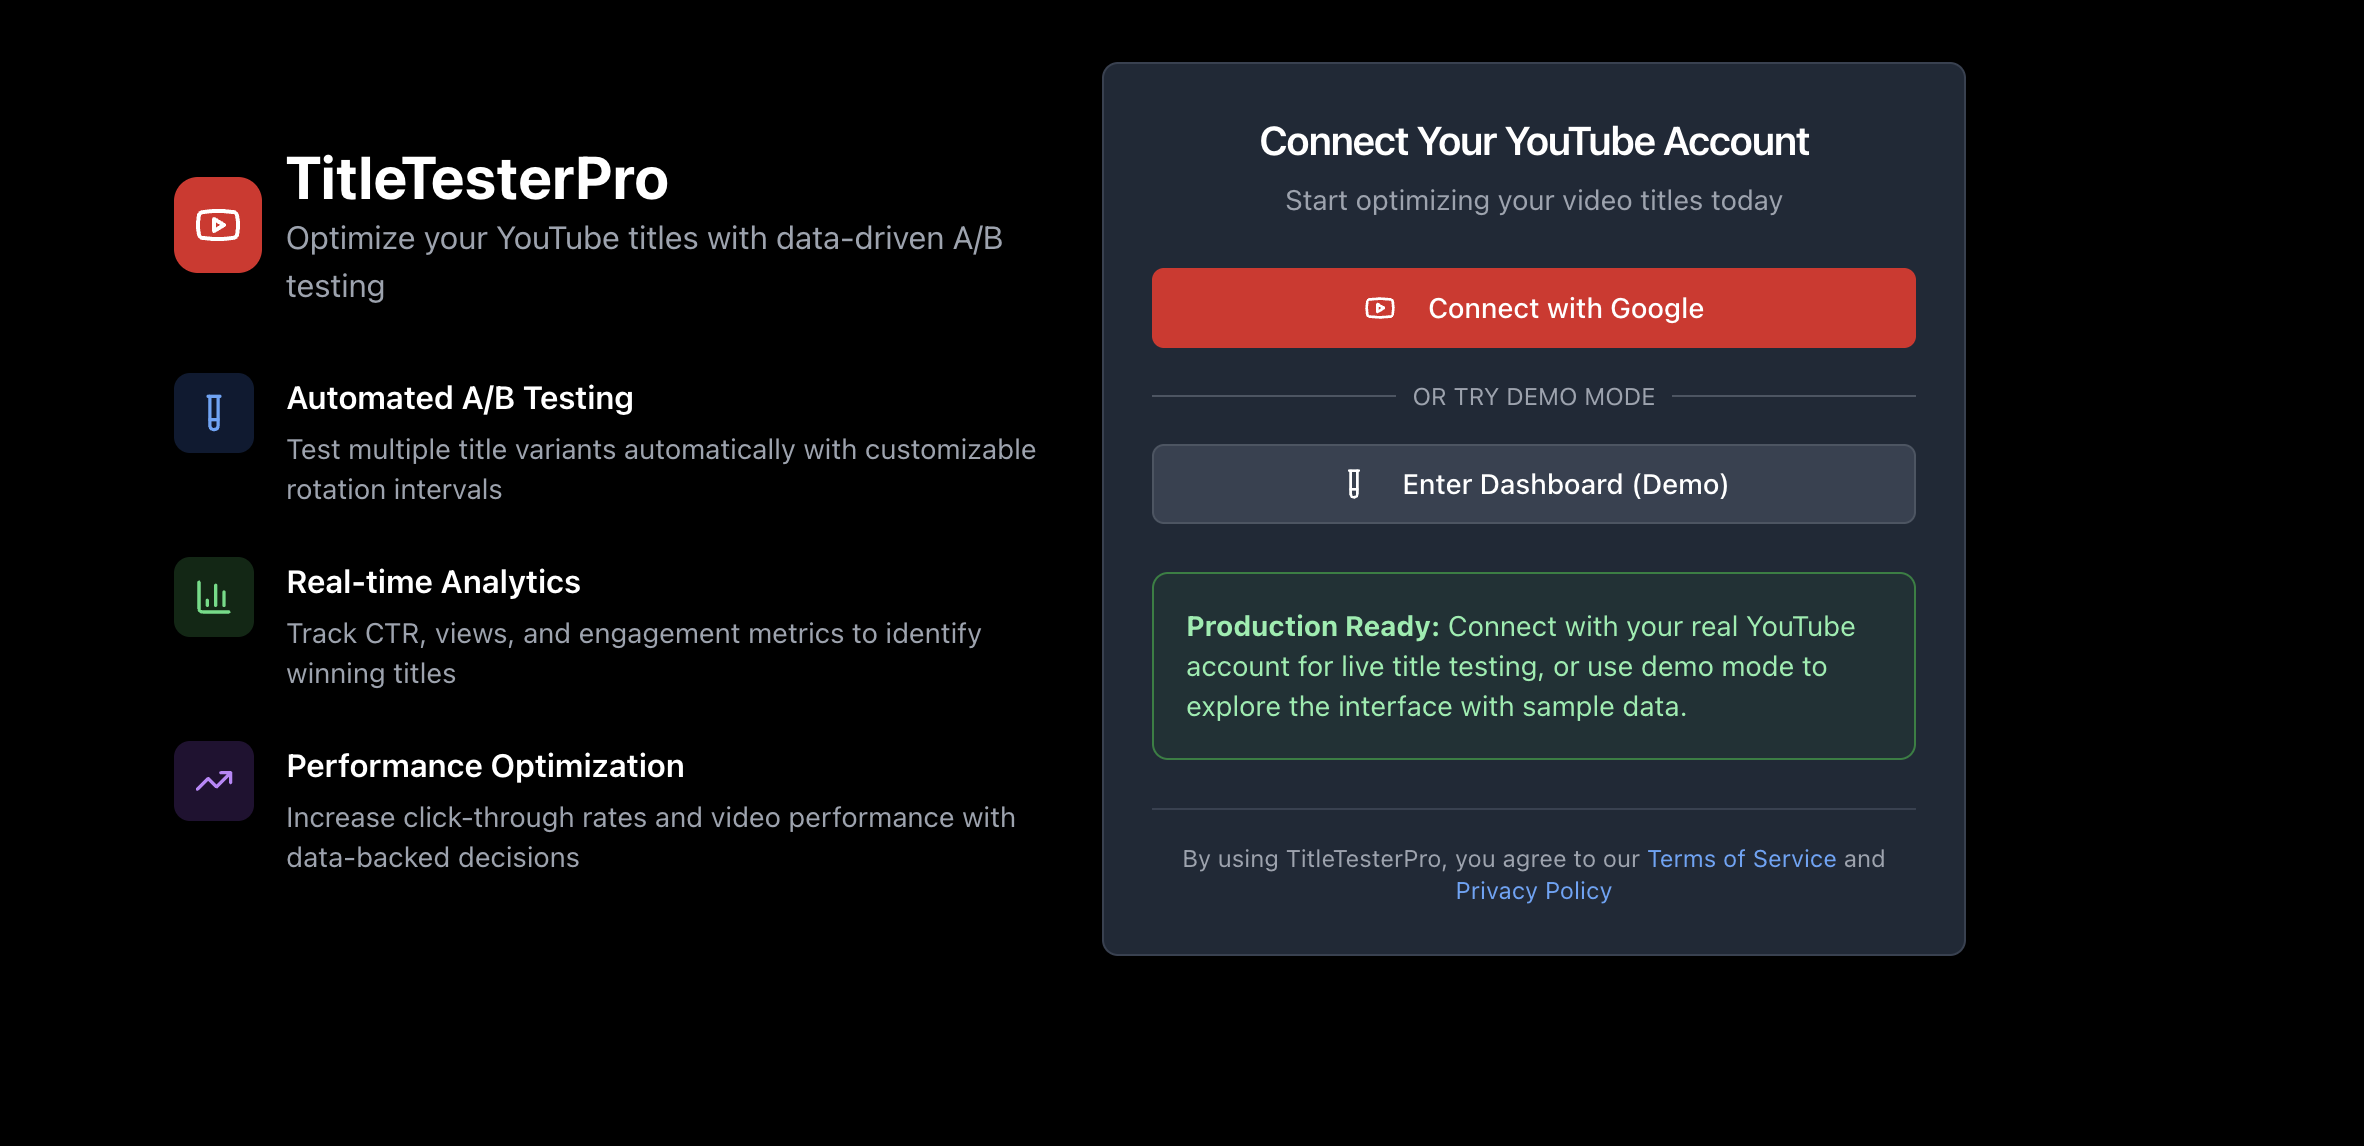 TitleTesterPro
Optimize your YouTube titles with data-driven A/B
testing
Automated A/B Testing
Test multiple title variants automatically with customizable
rotation intervals
Real-time Analytics
Track CTR, views, and engagement metrics to identify
winning titles
Performance Optimization
Increase click-through rates and video performance with
data-backed decisions
Connect Your YouTube Account
Start optimizing your video titles today
Connect with Google
OR TRY DEMO MODE
Enter Dashboard (Demo)
Production Ready: Connect with your real YouTube
account for live title testing, or use demo mode to
explore the interface with sample data.
By using TitleTesterPro, you agree to our Terms of Service and
Privacy Policy